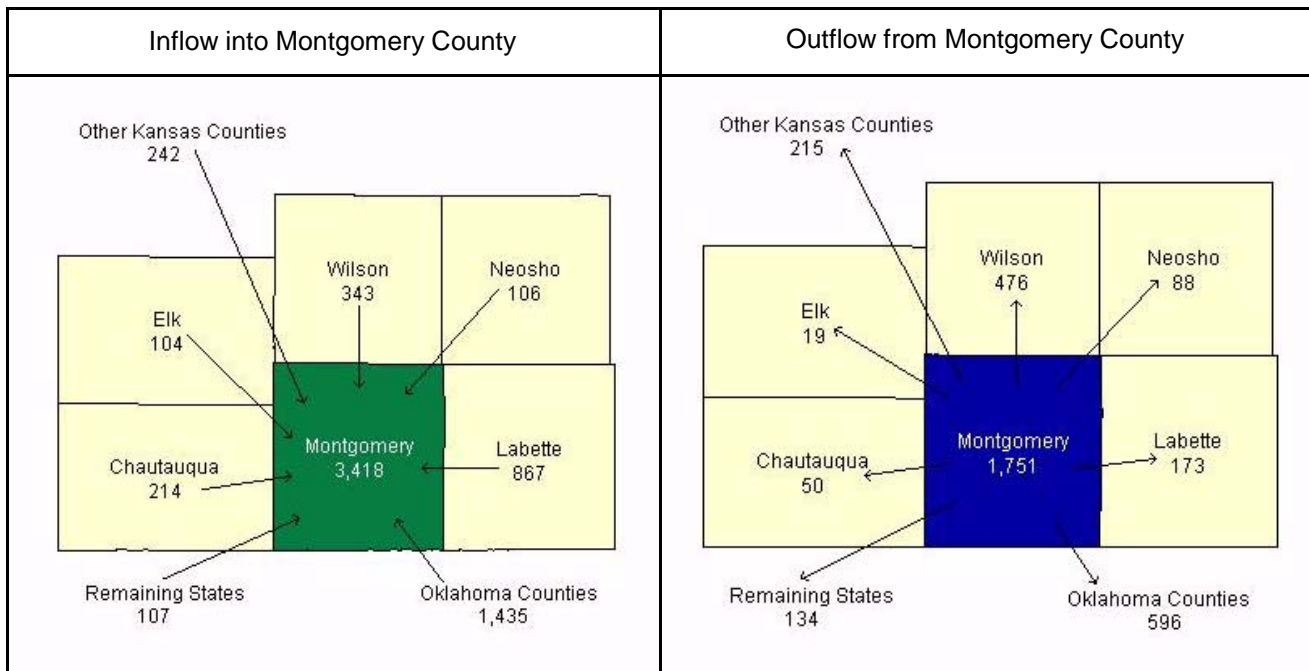 Inflow into Montgomery County
Outflow from Montgomery County
Other Kansas Counties
242
Wilson
343
Neosho
106
Elk
104
Montgomery
3,418
Labette
867
Chautauqua
214
Remaining States
107
Oklahoma Counties
1,435
Other Kansas Counties
215
Wilson
476
Neosho
88
Elk
19
Montgomery
1,751
Labette
173
Chautauqua
50
Remaining States
134
Oklahoma Counties
596